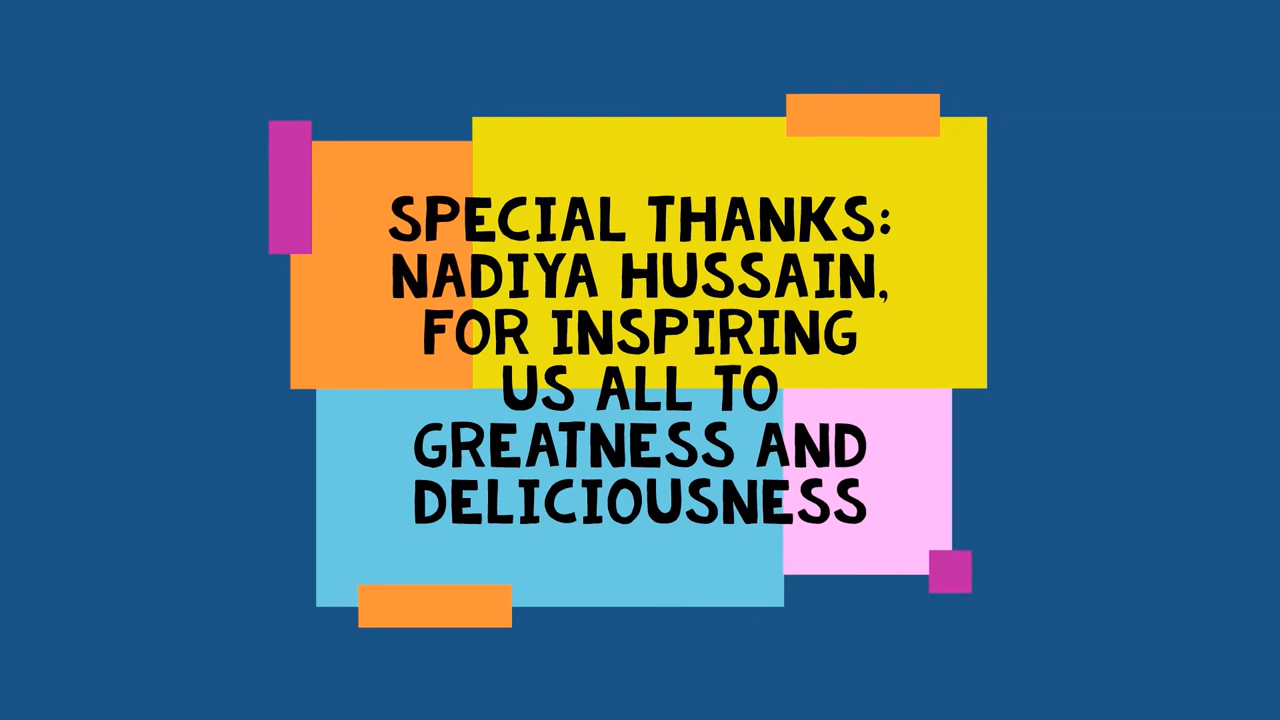 SPECIAL THANKS:
NADIYA HUSSAIN,
FOR INSPIRING
US ALL TO
GREATNESS AND
DELICIOUSNESS